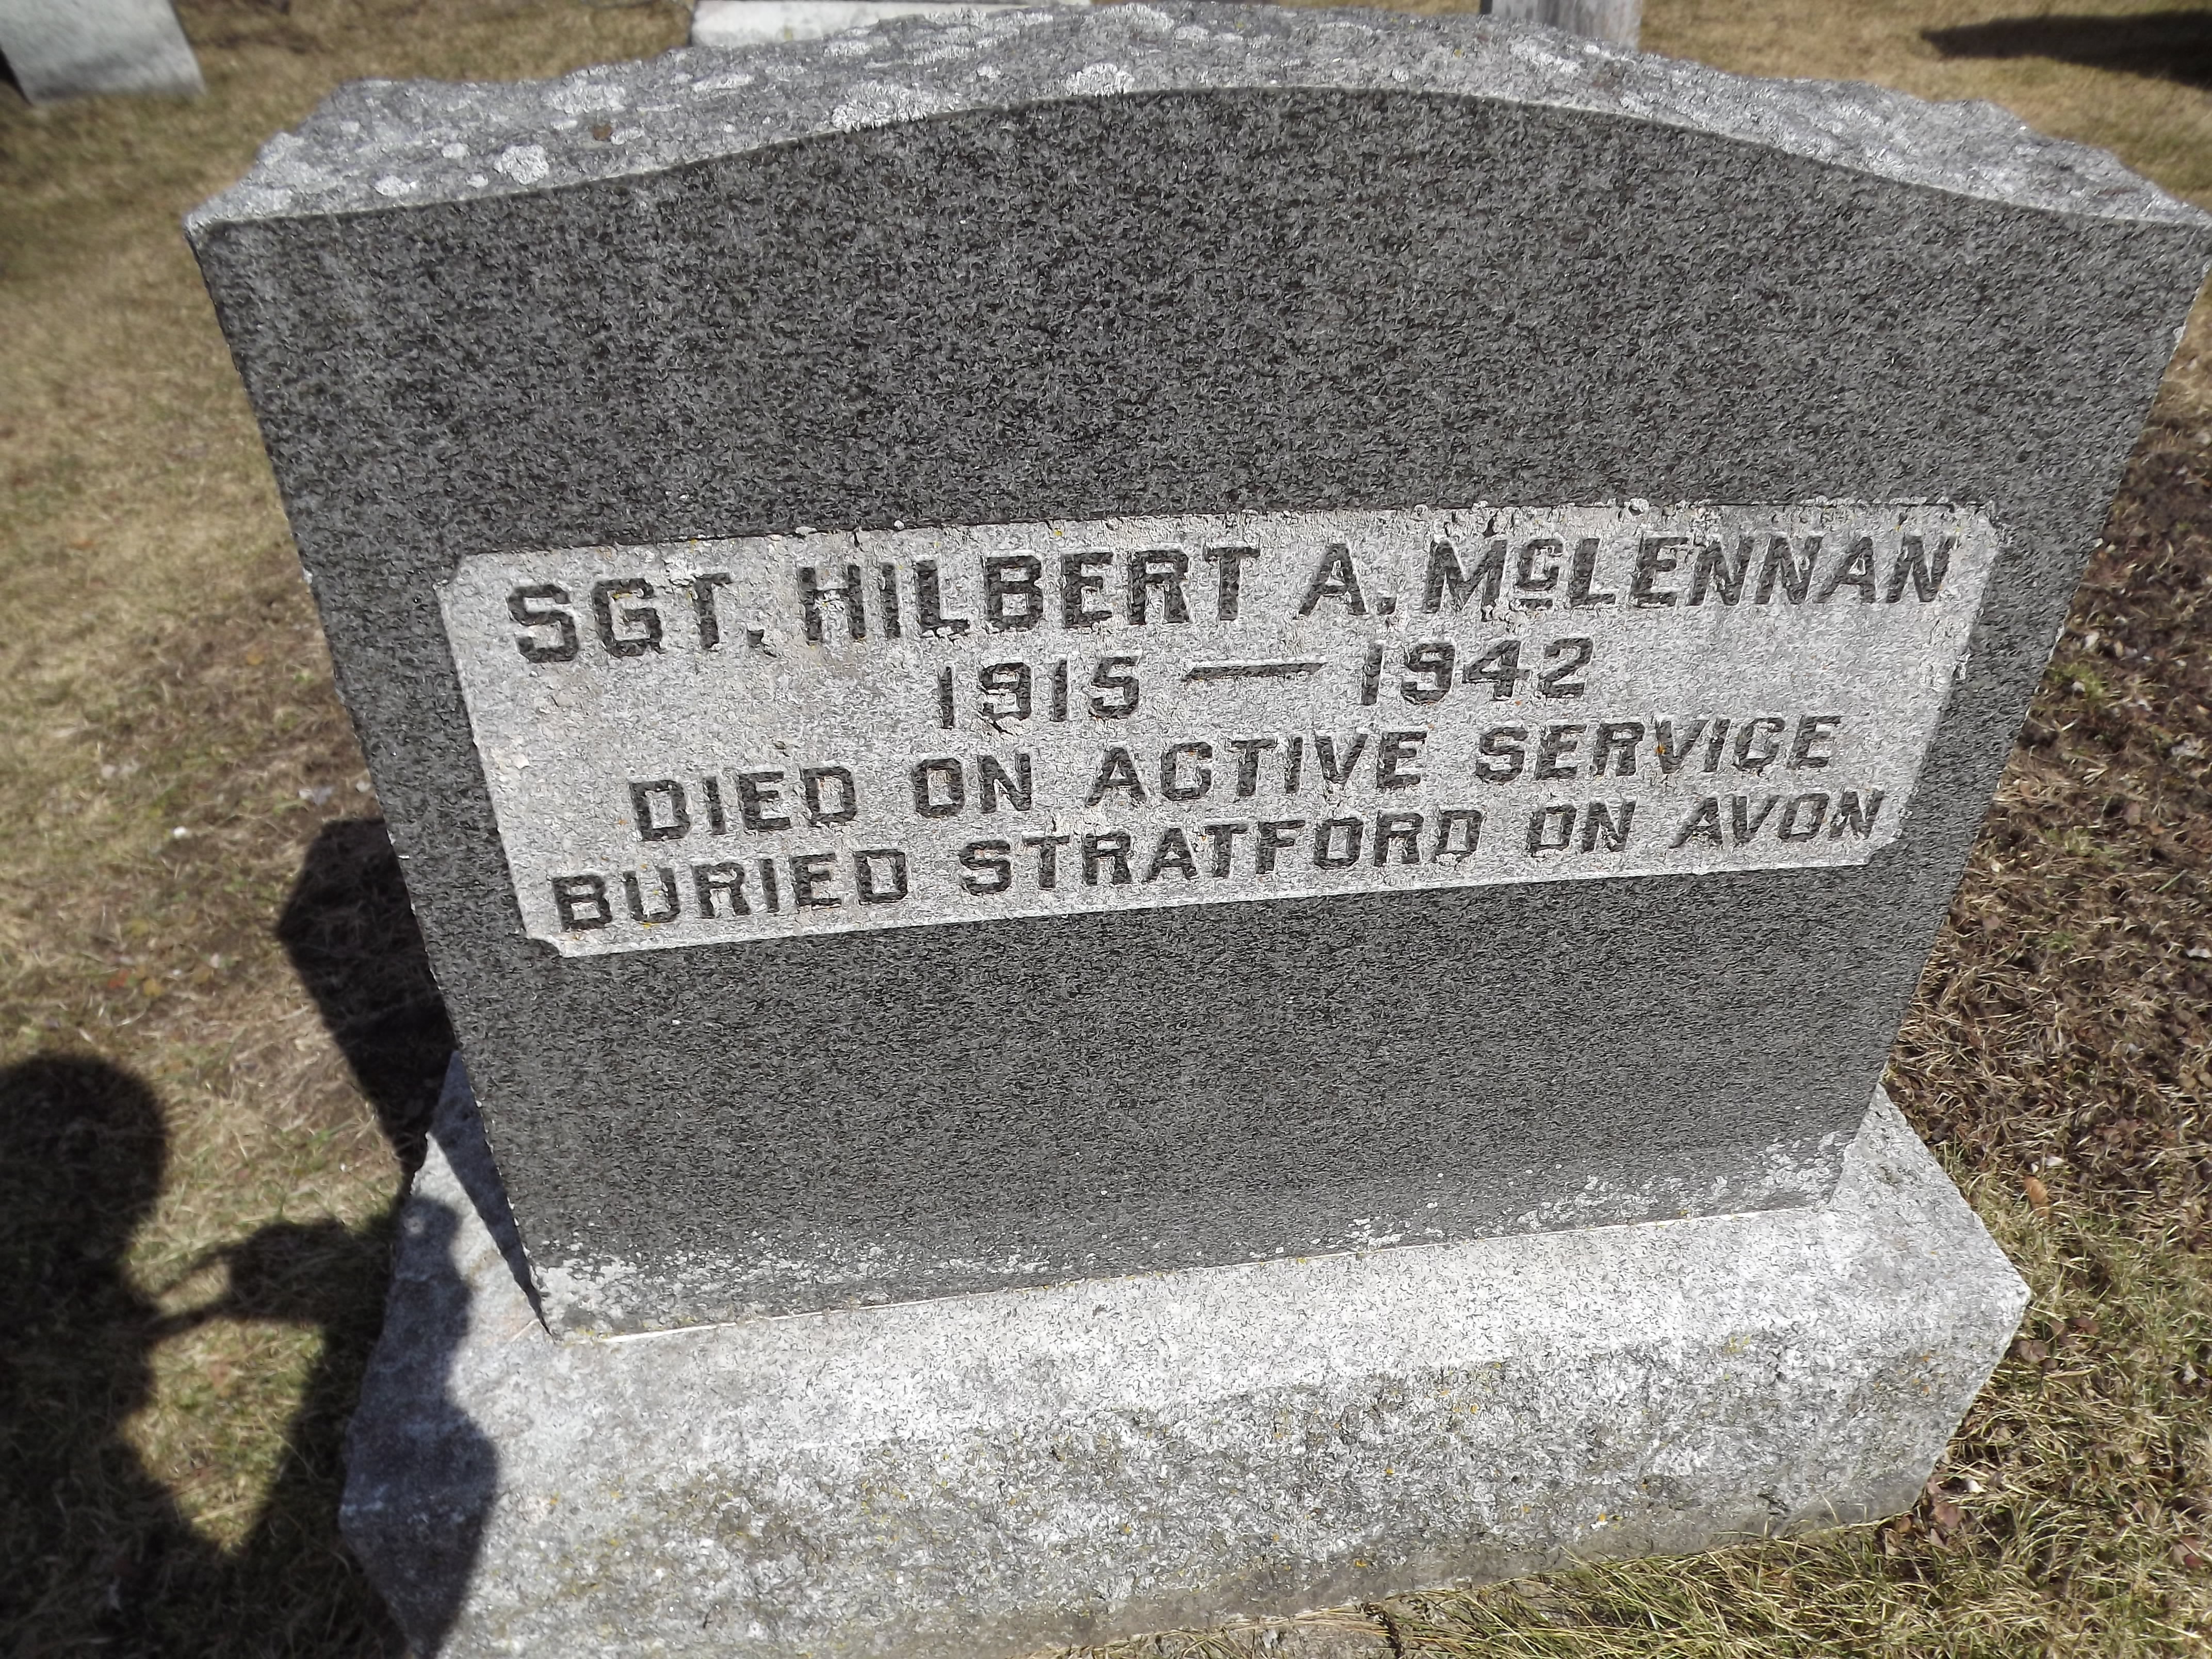 SGT. HILBERT A. McLENNAN
1915 — 1942
DIED ON ACTIVE SERVICE
BURIED STRATFORD ON AVON